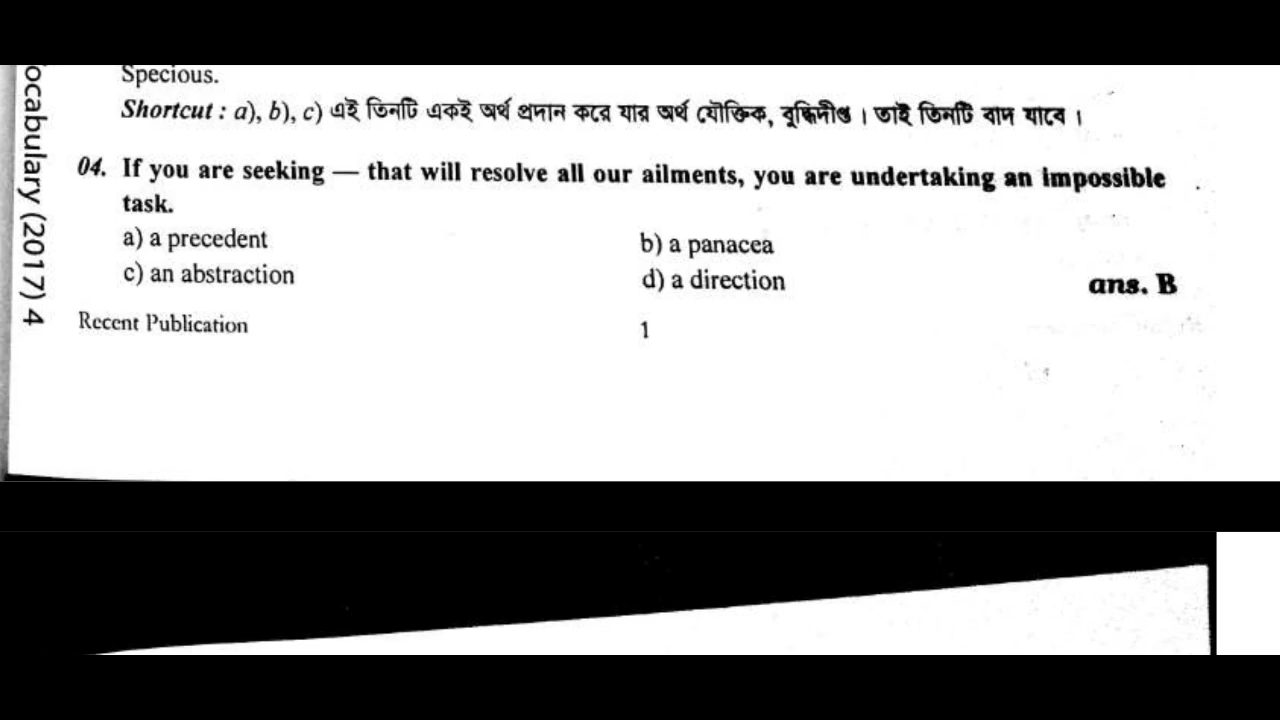 Specious.
Shortcut : a), b), c) এই তিনটি একই অর্থ প্রদান করে যার অর্থ যৌক্তিক, বুদ্ধিদীপ্ত । তাই তিনটি বাদ যাবে ।
04. If you are seeking — that will resolve all our ailments, you are undertaking an impossible
task.
a) a precedent b) a panacea
c) an abstraction d) a direction ans. B
Recent Publication 1
ocabulary (2017) 4